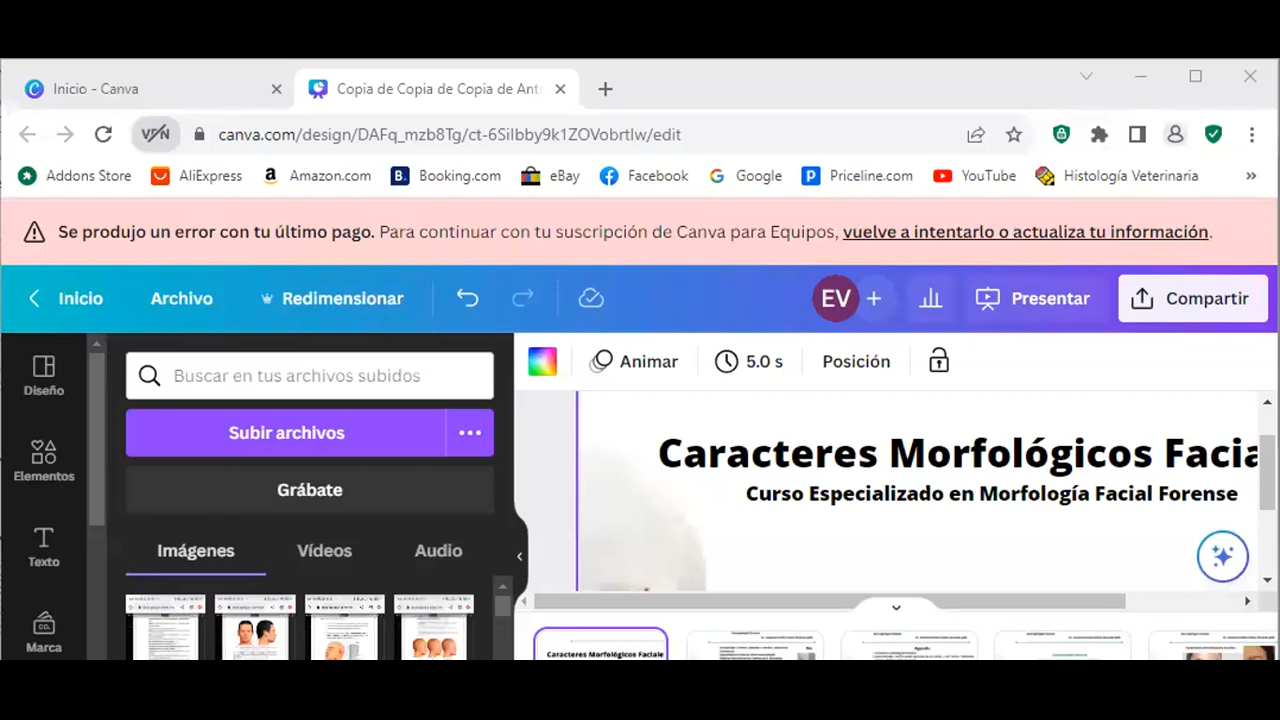 Inicio - Canva
Copia de Copia de Copia de Ant
VPN
canva.com/design/DAFq_mzb8Tg/ct-6SiIbby9k1ZOVobrtIw/edit
Addons Store
AliExpress
Amazon.com
Booking.com
eBay
Facebook
Google
Priceline.com
YouTube
Histología Veterinaria
Se produjo un error con tu último pago. Para continuar con tu suscripción de Canva para Equipos, vuelve a intentarlo o actualiza tu información.
Inicio
Archivo
Redimensionar
EV
Presentar
Compartir
Diseño
Elementos
Texto
Marca
Buscar en tus archivos subidos
Subir archivos
Grábate
Imágenes
Vídeos
Audio
Animar
5.0 s
Posición
Caracteres Morfológicos Facia
Curso Especializado en Morfología Facial Forense
Caracteres Morfológicos Faciale